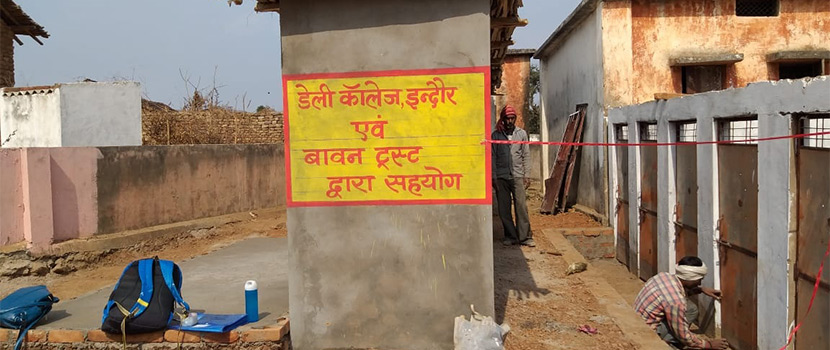 डेली कॉलेज, इन्दौर
एवं
बावन ट्रस्ट
द्वारा सहयोग